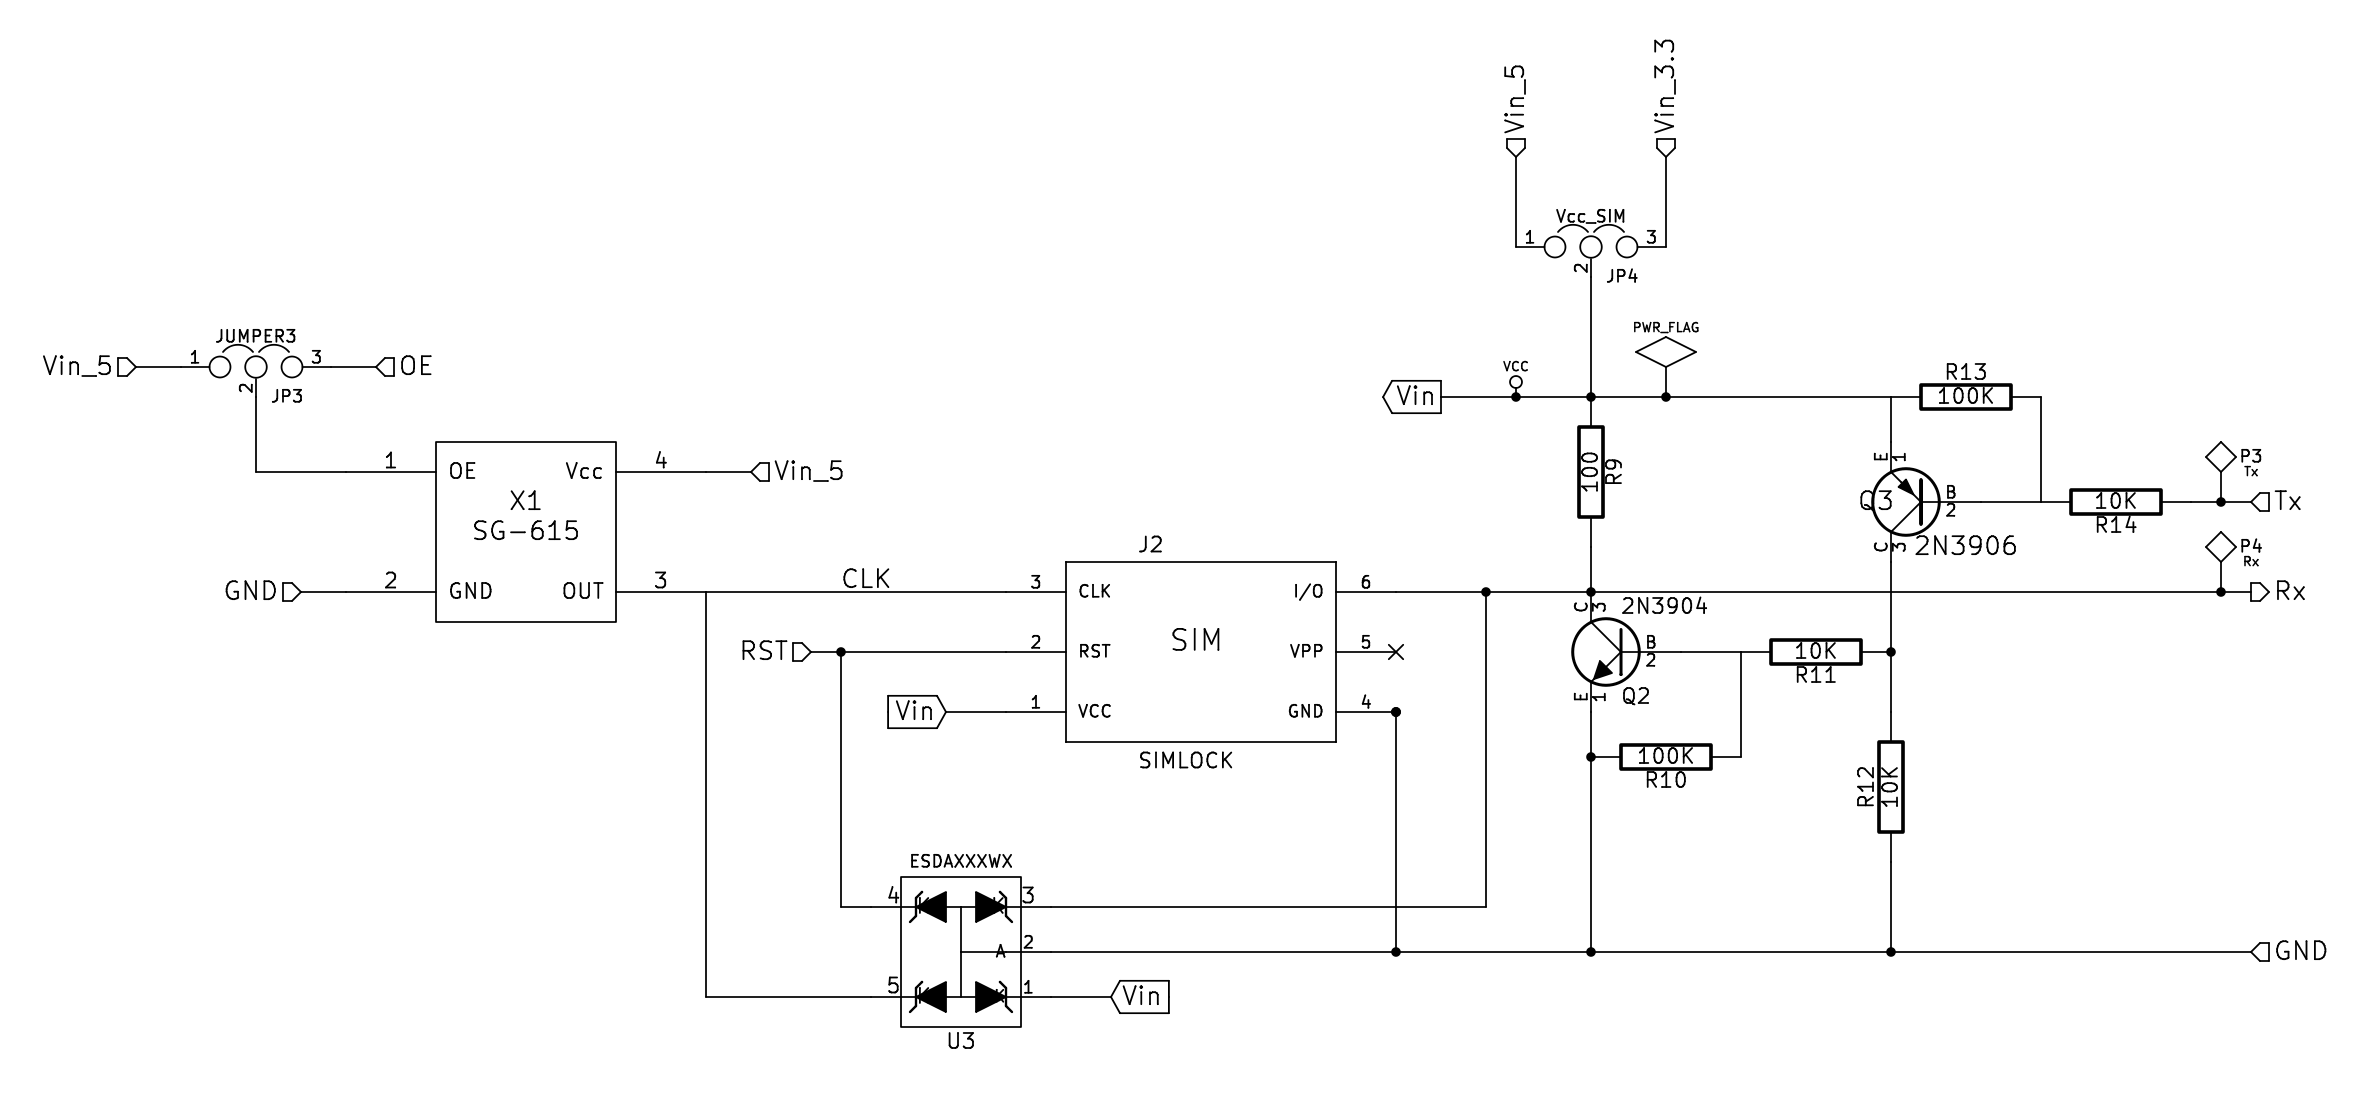 Vin_5
Vin_3.3
Vcc_SIM
1
3
2
JP4
PWR_FLAG
VCC
Vin
JUMPER3
Vin_5
1
3
OE
2
JP3
R13
100K
1
OE
Vcc
4
Vin_5
X1
SG-615
GND
2
GND
OUT
3
CLK
100
R9
E
1
Q3
B
2
C
3
2N3906
10K
R14
P3
Tx
Tx
P4
Rx
Rx
J2
3
CLK
I/O
6
RST
2
RST
SIM
VPP
5
Vin
1
VCC
GND
4
SIMLOCK
C
3
2N3904
B
2
E
1
Q2
10K
R11
100K
R10
R12
10K
ESDAXXXWX
4
3
A
2
5
1
Vin
U3
GND